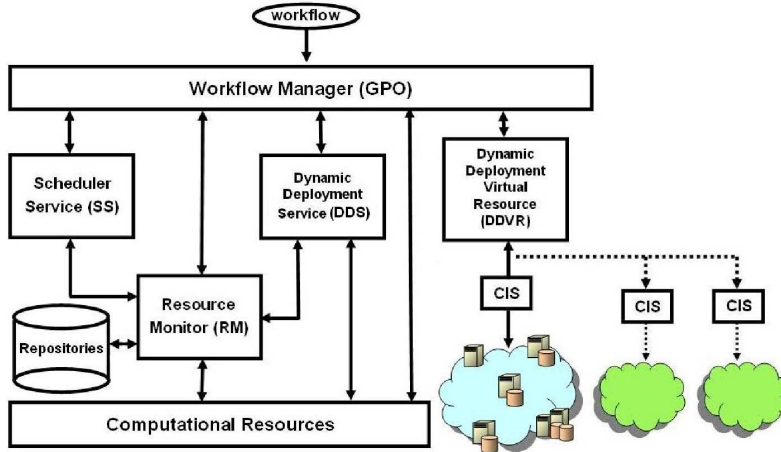 workflow
Workflow Manager (GPO)
Scheduler
Service (SS)
Dynamic
Deployment
Service (DDS)
Dynamic
Deployment
Virtual
Resource
(DDVR)
CIS
CIS
CIS
Resource
Monitor (RM)
Repositories
Computational Resources